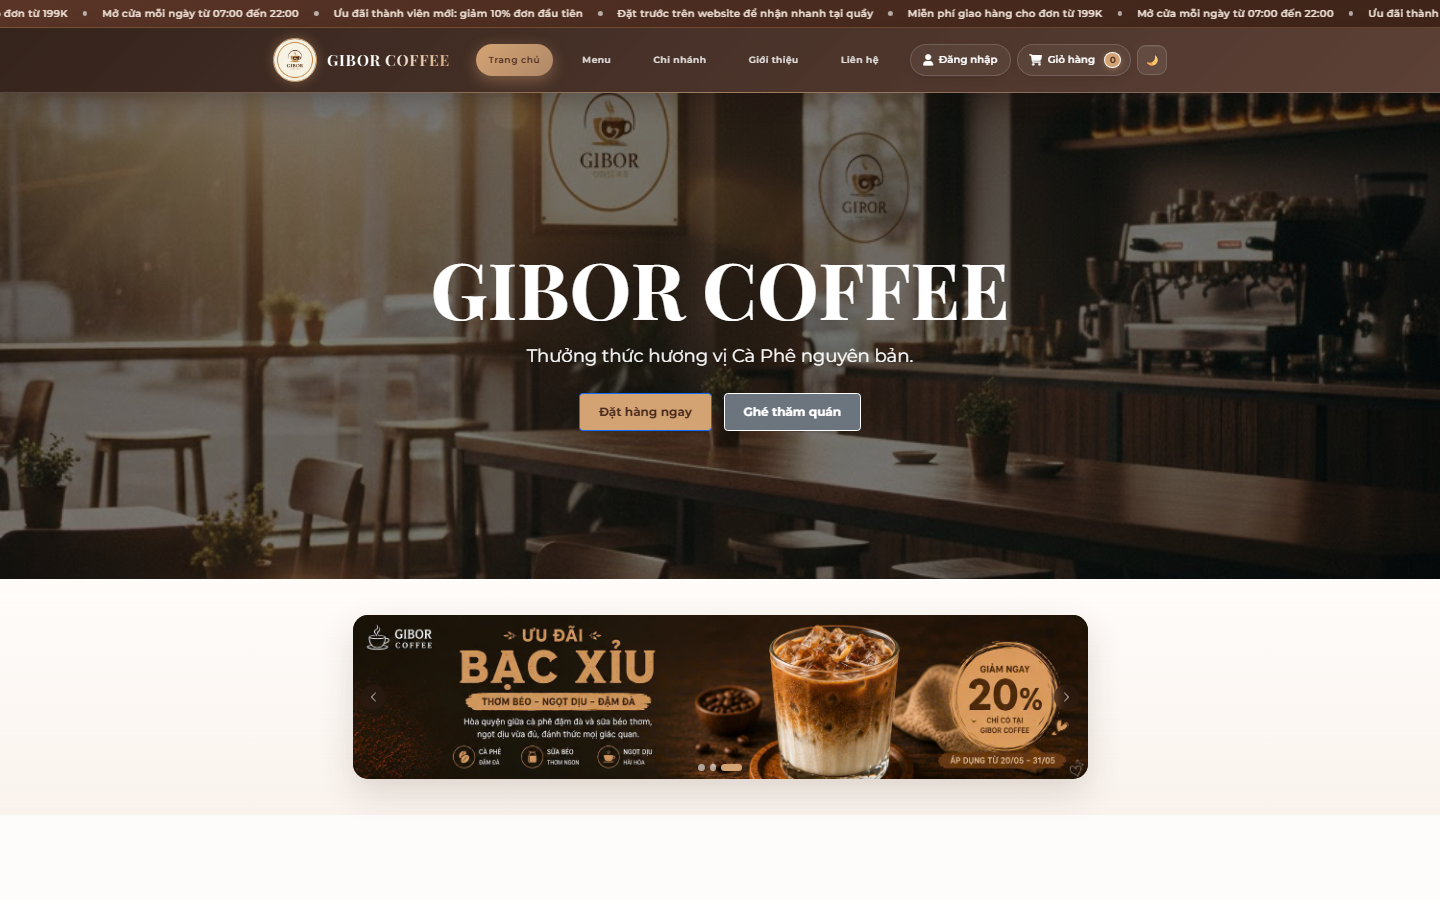 đơn từ 199K • Mở cửa mỗi ngày từ 07:00 đến 22:00 • Ưu đãi thành viên mới: giảm 10% đơn đầu tiên • Đặt trước trên website để nhận nhanh tại quầy • Miễn phí giao hàng cho đơn từ 199K • Mở cửa mỗi ngày từ 07:00 đến 22:00 • Ưu đãi thành
GIBOR
GIBOR COFFEE
Trang chủ
Menu
Chi nhánh
Giới thiệu
Liên hệ
Đăng nhập
Giỏ hàng
0
GIBOR
GIBOR COFFEE
Thưởng thức hương vị Cà Phê nguyên bản.
Đặt hàng ngay
Ghé thăm quán
GIBOR
COFFEE
ƯU ĐÃI
BẠC XỈU
THƠM BÉO - NGỌT DỊU - ĐẬM ĐÀ
Hòa quyện giữa cà phê đậm đà và sữa béo thơm,
ngọt dịu vừa đủ, đánh thức mọi giác quan.
CÀ PHÊ
ĐẬM ĐÀ
SỮA BÉO
THƠM NGON
NGỌT DỊU
HÀI HÒA
GIẢM NGAY
20%
CHỈ CÓ TẠI
GIBOR COFFEE
ÁP DỤNG TỪ 20/05 - 31/05